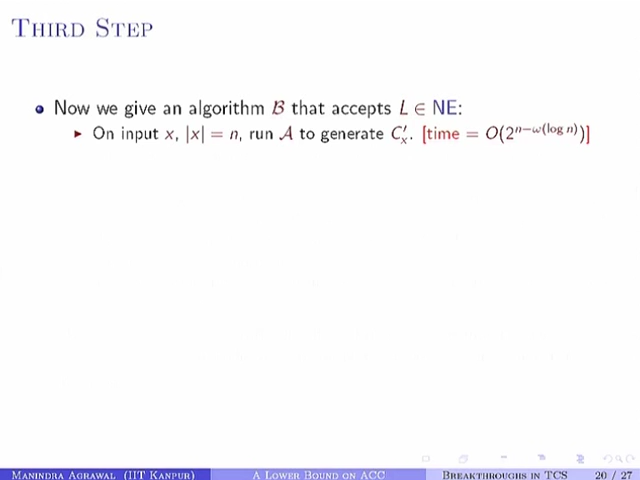 THIRD STEP
Now we give an algorithm ℬ that accepts L ∈ NE:
On input x, |x| = n, run 𝒜 to generate C′ₓ. [time = O(2^{n−ω(log n)})]
MANINDRA AGRAWAL (IIT KANPUR) A LOWER BOUND ON ACC BREAKTHROUGHS IN TCS 20 / 27